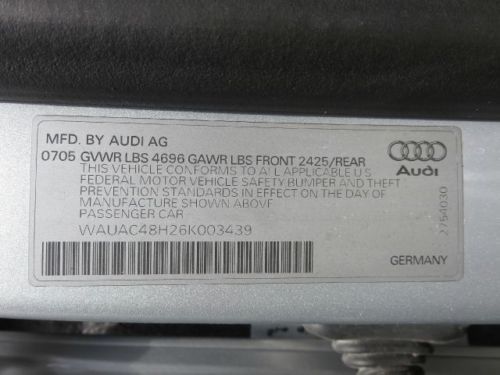 MFD. BY AUDI AG
0705 GVWR LBS 4696 GAWR LBS FRONT 2425/REAR
THIS VEHICLE CONFORMS TO ALL APPLICABLE U S
FEDERAL MOTOR VEHICLE SAFETY BUMPER AND THEFT
PREVENTION STANDARDS IN EFFECT ON THE DAY OF
MANUFACTURE SHOWN ABOVE
PASSENGER CAR
WAUAC48H26K003439
Audi
2754030
GERMANY